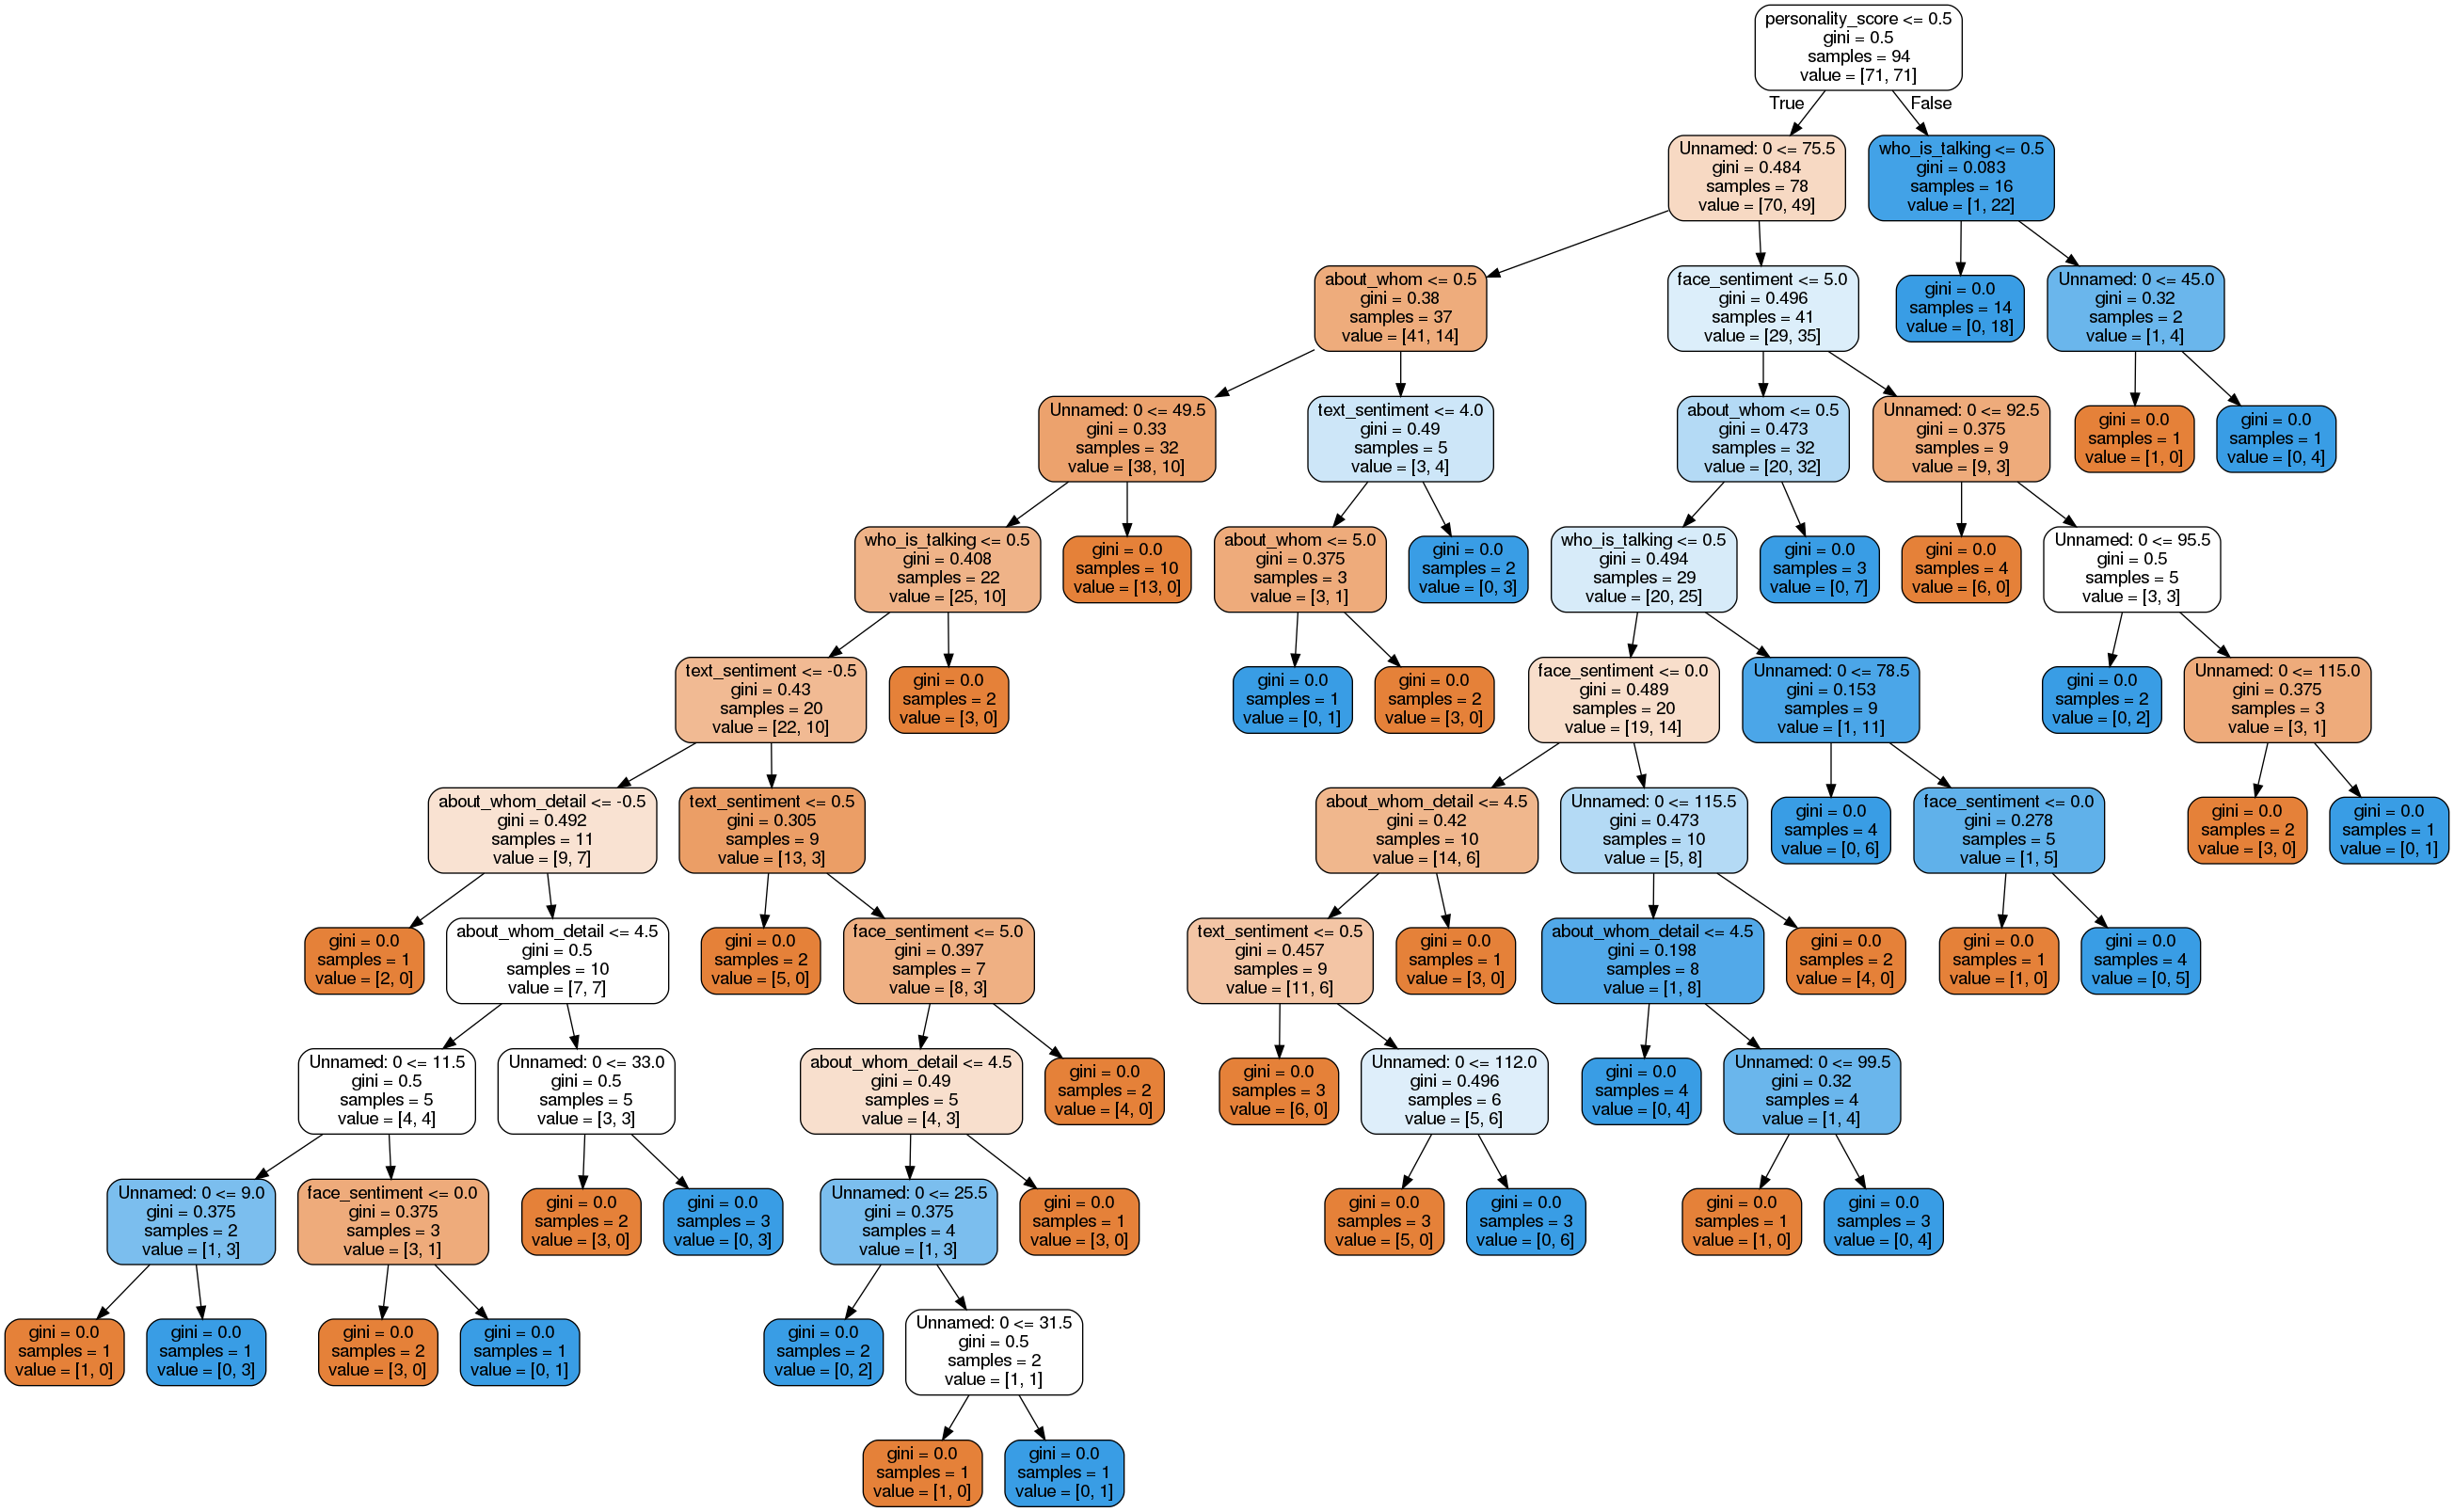 personality_score <= 0.5
gini = 0.5
samples = 94
value = [71, 71]
True
False
Unnamed: 0 <= 75.5
gini = 0.484
samples = 78
value = [70, 49]
who_is_talking <= 0.5
gini = 0.083
samples = 16
value = [1, 22]
about_whom <= 0.5
gini = 0.38
samples = 37
value = [41, 14]
face_sentiment <= 5.0
gini = 0.496
samples = 41
value = [29, 35]
gini = 0.0
samples = 14
value = [0, 18]
Unnamed: 0 <= 45.0
gini = 0.32
samples = 2
value = [1, 4]
Unnamed: 0 <= 49.5
gini = 0.33
samples = 32
value = [38, 10]
text_sentiment <= 4.0
gini = 0.49
samples = 5
value = [3, 4]
about_whom <= 0.5
gini = 0.473
samples = 32
value = [20, 32]
Unnamed: 0 <= 92.5
gini = 0.375
samples = 9
value = [9, 3]
gini = 0.0
samples = 1
value = [1, 0]
gini = 0.0
samples = 1
value = [0, 4]
who_is_talking <= 0.5
gini = 0.408
samples = 22
value = [25, 10]
gini = 0.0
samples = 10
value = [13, 0]
about_whom <= 5.0
gini = 0.375
samples = 3
value = [3, 1]
gini = 0.0
samples = 2
value = [0, 3]
who_is_talking <= 0.5
gini = 0.494
samples = 29
value = [20, 25]
gini = 0.0
samples = 3
value = [0, 7]
gini = 0.0
samples = 4
value = [6, 0]
Unnamed: 0 <= 95.5
gini = 0.5
samples = 5
value = [3, 3]
text_sentiment <= -0.5
gini = 0.43
samples = 20
value = [22, 10]
gini = 0.0
samples = 2
value = [3, 0]
gini = 0.0
samples = 1
value = [0, 1]
gini = 0.0
samples = 2
value = [3, 0]
face_sentiment <= 0.0
gini = 0.489
samples = 20
value = [19, 14]
Unnamed: 0 <= 78.5
gini = 0.153
samples = 9
value = [1, 11]
gini = 0.0
samples = 2
value = [0, 2]
Unnamed: 0 <= 115.0
gini = 0.375
samples = 3
value = [3, 1]
about_whom_detail <= -0.5
gini = 0.492
samples = 11
value = [9, 7]
text_sentiment <= 0.5
gini = 0.305
samples = 9
value = [13, 3]
about_whom_detail <= 4.5
gini = 0.42
samples = 10
value = [14, 6]
Unnamed: 0 <= 115.5
gini = 0.473
samples = 10
value = [5, 8]
gini = 0.0
samples = 4
value = [0, 6]
face_sentiment <= 0.0
gini = 0.278
samples = 5
value = [1, 5]
gini = 0.0
samples = 2
value = [3, 0]
gini = 0.0
samples = 1
value = [0, 1]
gini = 0.0
samples = 1
value = [2, 0]
about_whom_detail <= 4.5
gini = 0.5
samples = 10
value = [7, 7]
gini = 0.0
samples = 2
value = [5, 0]
face_sentiment <= 5.0
gini = 0.397
samples = 7
value = [8, 3]
text_sentiment <= 0.5
gini = 0.457
samples = 9
value = [11, 6]
gini = 0.0
samples = 1
value = [3, 0]
about_whom_detail <= 4.5
gini = 0.198
samples = 8
value = [1, 8]
gini = 0.0
samples = 2
value = [4, 0]
gini = 0.0
samples = 1
value = [1, 0]
gini = 0.0
samples = 4
value = [0, 5]
Unnamed: 0 <= 11.5
gini = 0.5
samples = 5
value = [4, 4]
Unnamed: 0 <= 33.0
gini = 0.5
samples = 5
value = [3, 3]
about_whom_detail <= 4.5
gini = 0.49
samples = 5
value = [4, 3]
gini = 0.0
samples = 2
value = [4, 0]
gini = 0.0
samples = 3
value = [6, 0]
Unnamed: 0 <= 112.0
gini = 0.496
samples = 6
value = [5, 6]
gini = 0.0
samples = 4
value = [0, 4]
Unnamed: 0 <= 99.5
gini = 0.32
samples = 4
value = [1, 4]
Unnamed: 0 <= 9.0
gini = 0.375
samples = 2
value = [1, 3]
face_sentiment <= 0.0
gini = 0.375
samples = 3
value = [3, 1]
gini = 0.0
samples = 2
value = [3, 0]
gini = 0.0
samples = 3
value = [0, 3]
Unnamed: 0 <= 25.5
gini = 0.375
samples = 4
value = [1, 3]
gini = 0.0
samples = 1
value = [3, 0]
gini = 0.0
samples = 3
value = [5, 0]
gini = 0.0
samples = 3
value = [0, 6]
gini = 0.0
samples = 1
value = [1, 0]
gini = 0.0
samples = 3
value = [0, 4]
gini = 0.0
samples = 1
value = [1, 0]
gini = 0.0
samples = 1
value = [0, 3]
gini = 0.0
samples = 2
value = [3, 0]
gini = 0.0
samples = 1
value = [0, 1]
gini = 0.0
samples = 2
value = [0, 2]
Unnamed: 0 <= 31.5
gini = 0.5
samples = 2
value = [1, 1]
gini = 0.0
samples = 1
value = [1, 0]
gini = 0.0
samples = 1
value = [0, 1]